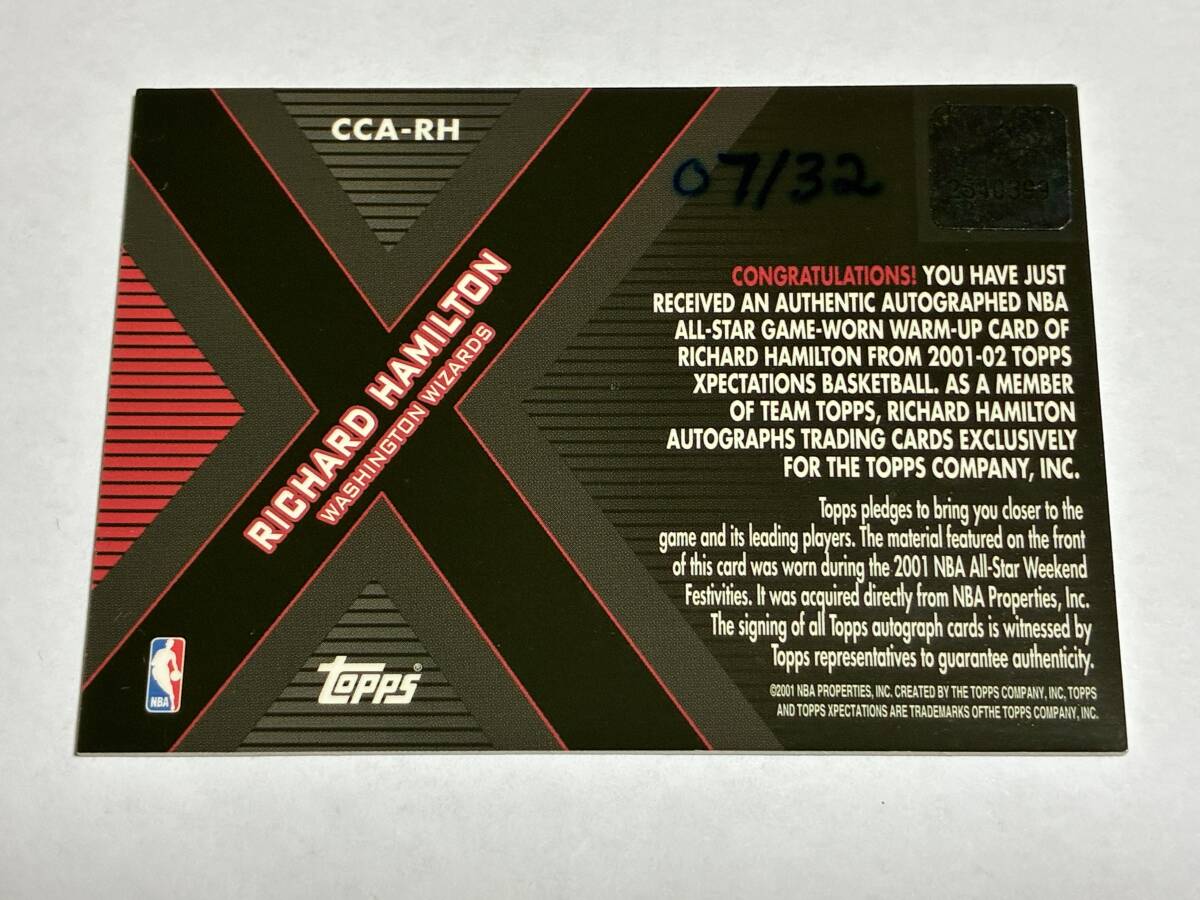 CCA-RH
07/32
RICHARD HAMILTON
WASHINGTON WIZARDS
CONGRATULATIONS! YOU HAVE JUST
RECEIVED AN AUTHENTIC AUTOGRAPHED NBA
ALL-STAR GAME-WORN WARM-UP CARD OF
RICHARD HAMILTON FROM 2001-02 TOPPS
XPECTATIONS BASKETBALL. AS A MEMBER
OF TEAM TOPPS, RICHARD HAMILTON
AUTOGRAPHS TRADING CARDS EXCLUSIVELY
FOR THE TOPPS COMPANY, INC.
Topps pledges to bring you closer to the
game and its leading players. The material featured on the front
of this card was worn during the 2001 NBA All-Star Weekend
Festivities. It was acquired directly from NBA Properties, Inc.
The signing of all Topps autograph cards is witnessed by
Topps representatives to guarantee authenticity.
©2001 NBA PROPERTIES, INC. CREATED BY THE TOPPS COMPANY, INC. TOPPS
AND TOPPS XPECTATIONS ARE TRADEMARKS OFTHE TOPPS COMPANY, INC.
NBA
Topps®